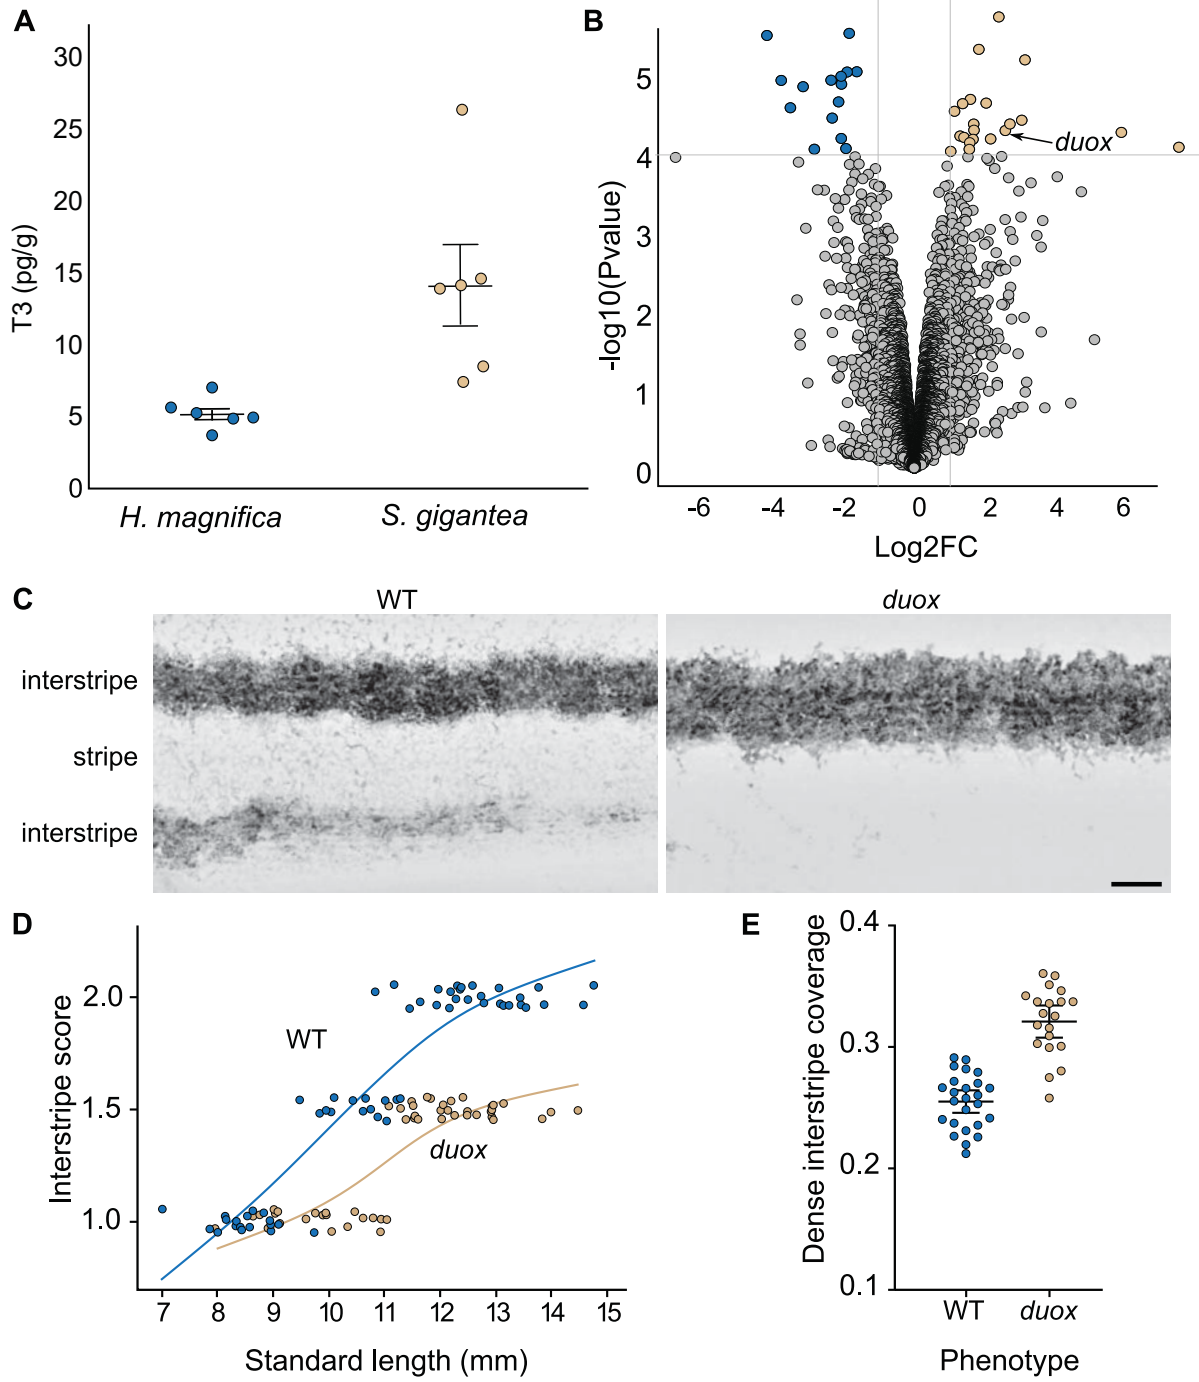 A
T3 (pg/g)
30
25
20
15
10
5
0
H. magnifica
S. gigantea
B
-log10(Pvalue)
5
4
3
2
1
0
duox
-6
-4
-2
0
2
4
6
Log2FC
C
WT
duox
interstripe
stripe
interstripe
D
Interstripe score
2.0
1.5
1.0
WT
duox
7
8
9
10
11
12
13
14
15
Standard length (mm)
E
Dense interstripe coverage
0.4
0.3
0.2
0.1
WT
duox
Phenotype